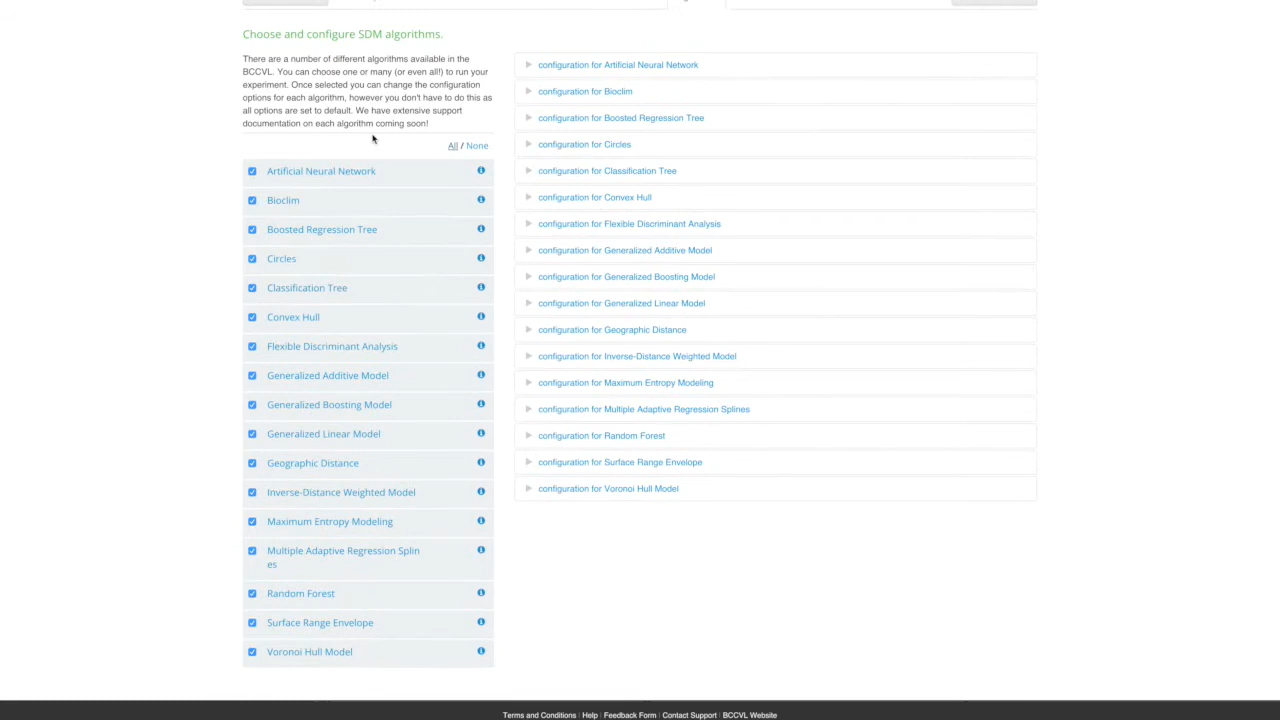 Choose and configure SDM algorithms.
There are a number of different algorithms available in the
BCCVL. You can choose one or many (or even all!) to run your
experiment. Once selected you can change the configuration
options for each algorithm, however you don't have to do this as
all options are set to default. We have extensive support
documentation on each algorithm coming soon!
All / None
Artificial Neural Network
Bioclim
Boosted Regression Tree
Circles
Classification Tree
Convex Hull
Flexible Discriminant Analysis
Generalized Additive Model
Generalized Boosting Model
Generalized Linear Model
Geographic Distance
Inverse-Distance Weighted Model
Maximum Entropy Modeling
Multiple Adaptive Regression Splin
es
Random Forest
Surface Range Envelope
Voronoi Hull Model
configuration for Artificial Neural Network
configuration for Bioclim
configuration for Boosted Regression Tree
configuration for Circles
configuration for Classification Tree
configuration for Convex Hull
configuration for Flexible Discriminant Analysis
configuration for Generalized Additive Model
configuration for Generalized Boosting Model
configuration for Generalized Linear Model
configuration for Geographic Distance
configuration for Inverse-Distance Weighted Model
configuration for Maximum Entropy Modeling
configuration for Multiple Adaptive Regression Splines
configuration for Random Forest
configuration for Surface Range Envelope
configuration for Voronoi Hull Model
Terms and Conditions | Help | Feedback Form | Contact Support | BCCVL Website